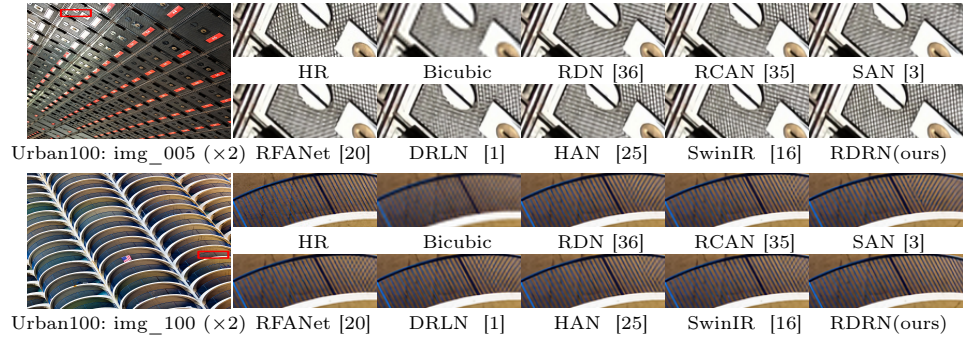 HR Bicubic RDN [36] RCAN [35] SAN [3]
Urban100: img_005 (×2) RFANet [20] DRLN [1] HAN [25] SwinIR [16] RDRN(ours)
HR Bicubic RDN [36] RCAN [35] SAN [3]
Urban100: img_100 (×2) RFANet [20] DRLN [1] HAN [25] SwinIR [16] RDRN(ours)